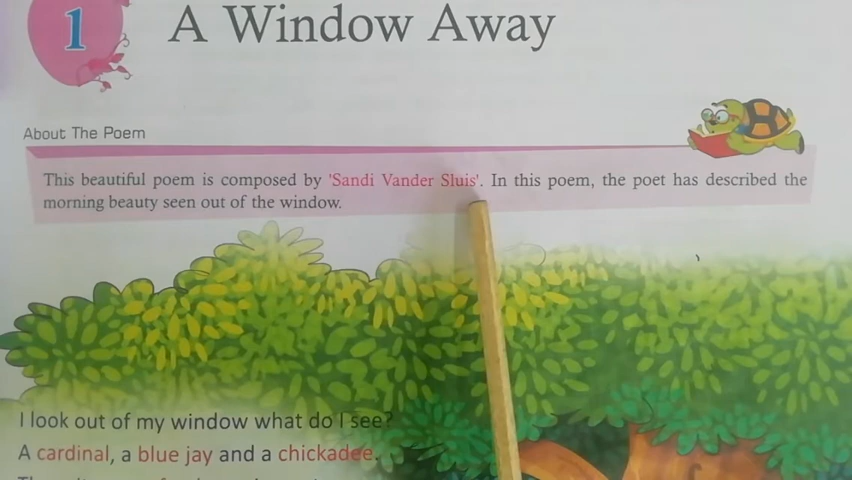 1
A Window Away
About The Poem
This beautiful poem is composed by 'Sandi Vander Sluis'. In this poem, the poet has described the
morning beauty seen out of the window.
I look out of my window what do I see?
A cardinal, a blue jay and a chickadee.